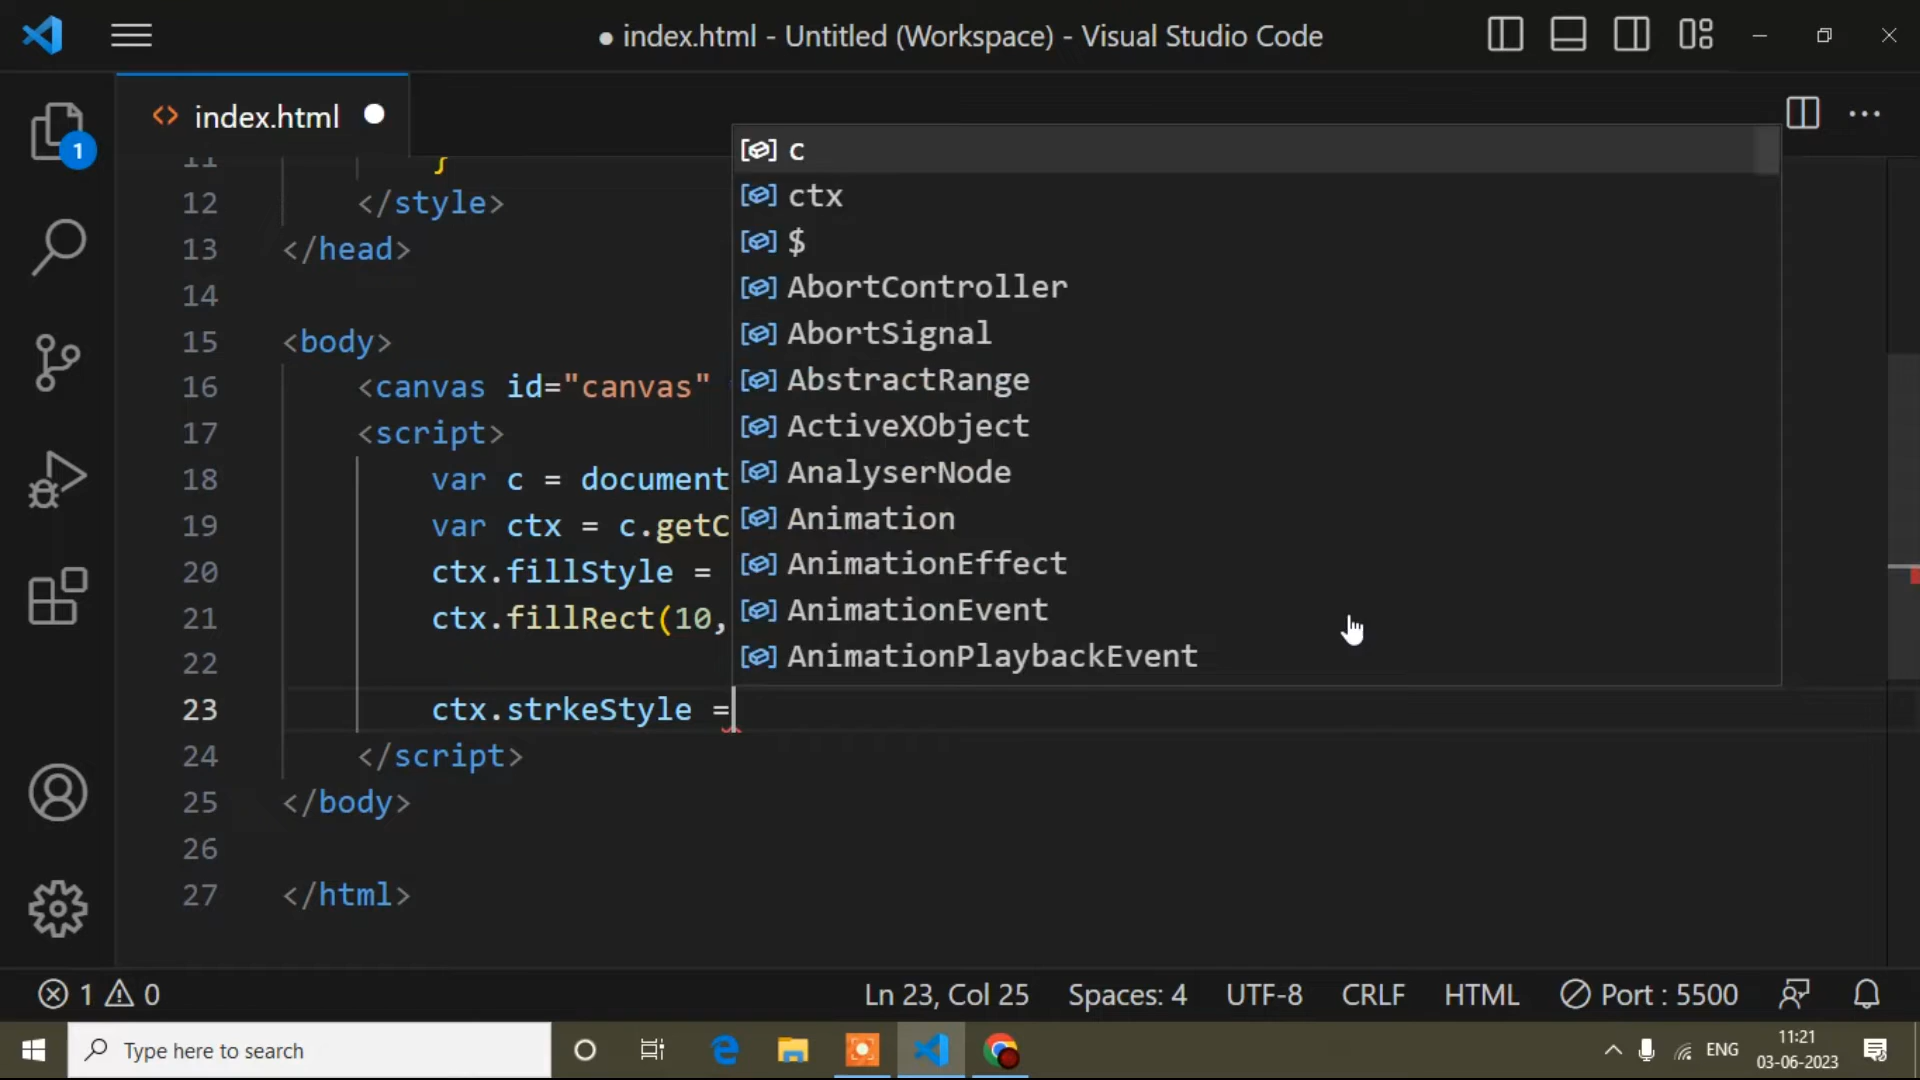 ● index.html - Untitled (Workspace) - Visual Studio Code
<> index.html
1
11 }
12 </style>
13 </head>
14
15 <body>
16 <canvas id="canvas"
17 <script>
18 var c = document
19 var ctx = c.getC
20 ctx.fillStyle =
21 ctx.fillRect(10,
22
23 ctx.strkeStyle =
24 </script>
25 </body>
26
27 </html>
c
ctx
$
AbortController
AbortSignal
AbstractRange
ActiveXObject
AnalyserNode
Animation
AnimationEffect
AnimationEvent
AnimationPlaybackEvent
1 0
Ln 23, Col 25 Spaces: 4 UTF-8 CRLF HTML Port : 5500
Type here to search
ENG
11:21
03-06-2023